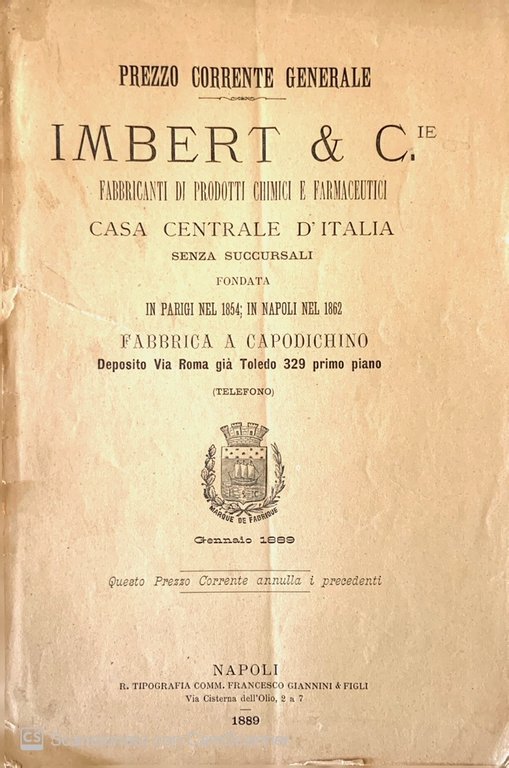 PREZZO CORRENTE GENERALE
IMBERT & C.IE
FABBRICANTI DI PRODOTTI CHIMICI E FARMACEUTICI
CASA CENTRALE D'ITALIA
SENZA SUCCURSALI
FONDATA
IN PARIGI NEL 1854; IN NAPOLI NEL 1862
FABBRICA A CAPODICHINO
Deposito Via Roma già Toledo 329 primo piano
(TELEFONO)
MARQUE DE FABRIQUE
Gennaio 1889
Questo Prezzo Corrente annulla i precedenti
NAPOLI
R. TIPOGRAFIA COMM. FRANCESCO GIANNINI & FIGLI
Via Cisterna dell'Olio, 2 a 7
1889
CS